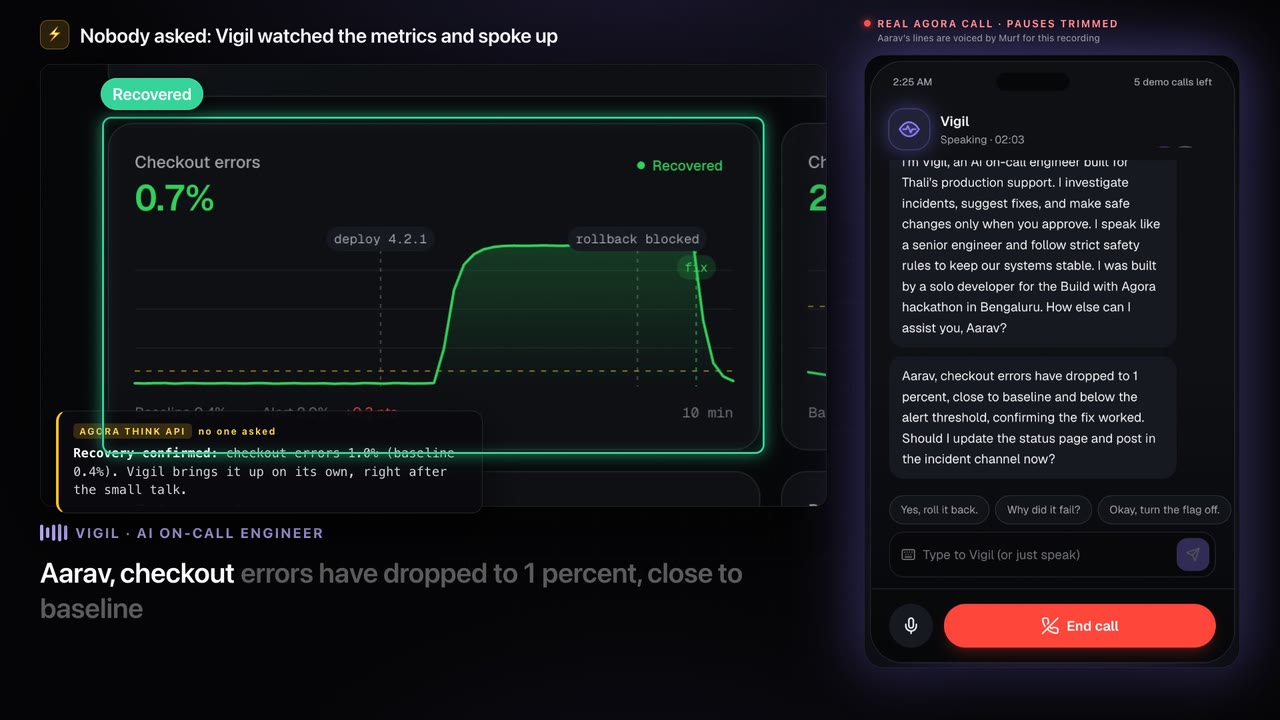 Nobody asked: Vigil watched the metrics and spoke up
Recovered
Checkout errors
Recovered
0.7%
deploy 4.2.1
rollback blocked
fix
10 min
Ch
2
Ba
AGORA THINK API no one asked
Recovery confirmed: checkout errors 1.0% (baseline
0.4%). Vigil brings it up on its own, right after
the small talk.
VIGIL · AI ON-CALL ENGINEER
Aarav, checkout errors have dropped to 1 percent, close to
baseline
REAL AGORA CALL · PAUSES TRIMMED
Aarav's lines are voiced by Murf for this recording
2:25 AM
5 demo calls left
Vigil
Speaking · 02:03
I'm Vigil, an AI on-call engineer built for
Thali's production support. I investigate
incidents, suggest fixes, and make safe
changes only when you approve. I speak like
a senior engineer and follow strict safety
rules to keep our systems stable. I was built
by a solo developer for the Build with Agora
hackathon in Bengaluru. How else can I
assist you, Aarav?
Aarav, checkout errors have dropped to 1
percent, close to baseline and below the
alert threshold, confirming the fix worked.
Should I update the status page and post in
the incident channel now?
Yes, roll it back.
Why did it fail?
Okay, turn the flag off.
Type to Vigil (or just speak)
End call